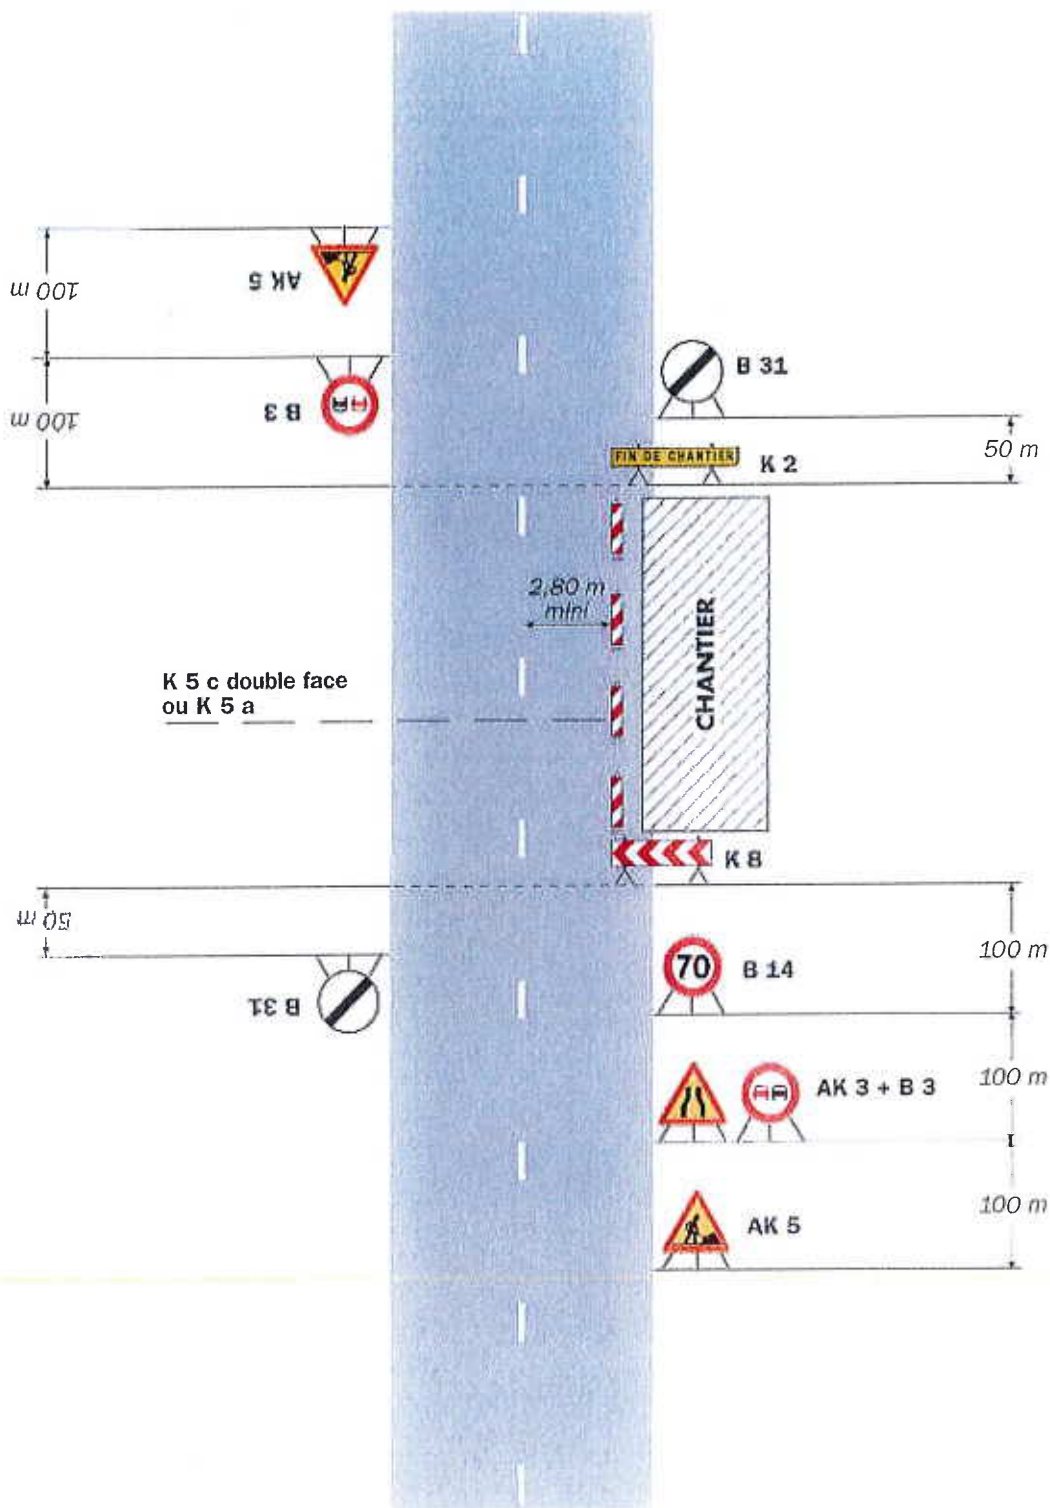 100 m
AK 5
100 m
B 3
B 31
50 m
FIN DE CHANTIER
K 2
2,80 m
mini
CHANTIER
K 5 c double face
ou K 5 a
K 8
50 m
B 31
70
B 14
100 m
AK 3 + B 3
100 m
AK 5
100 m